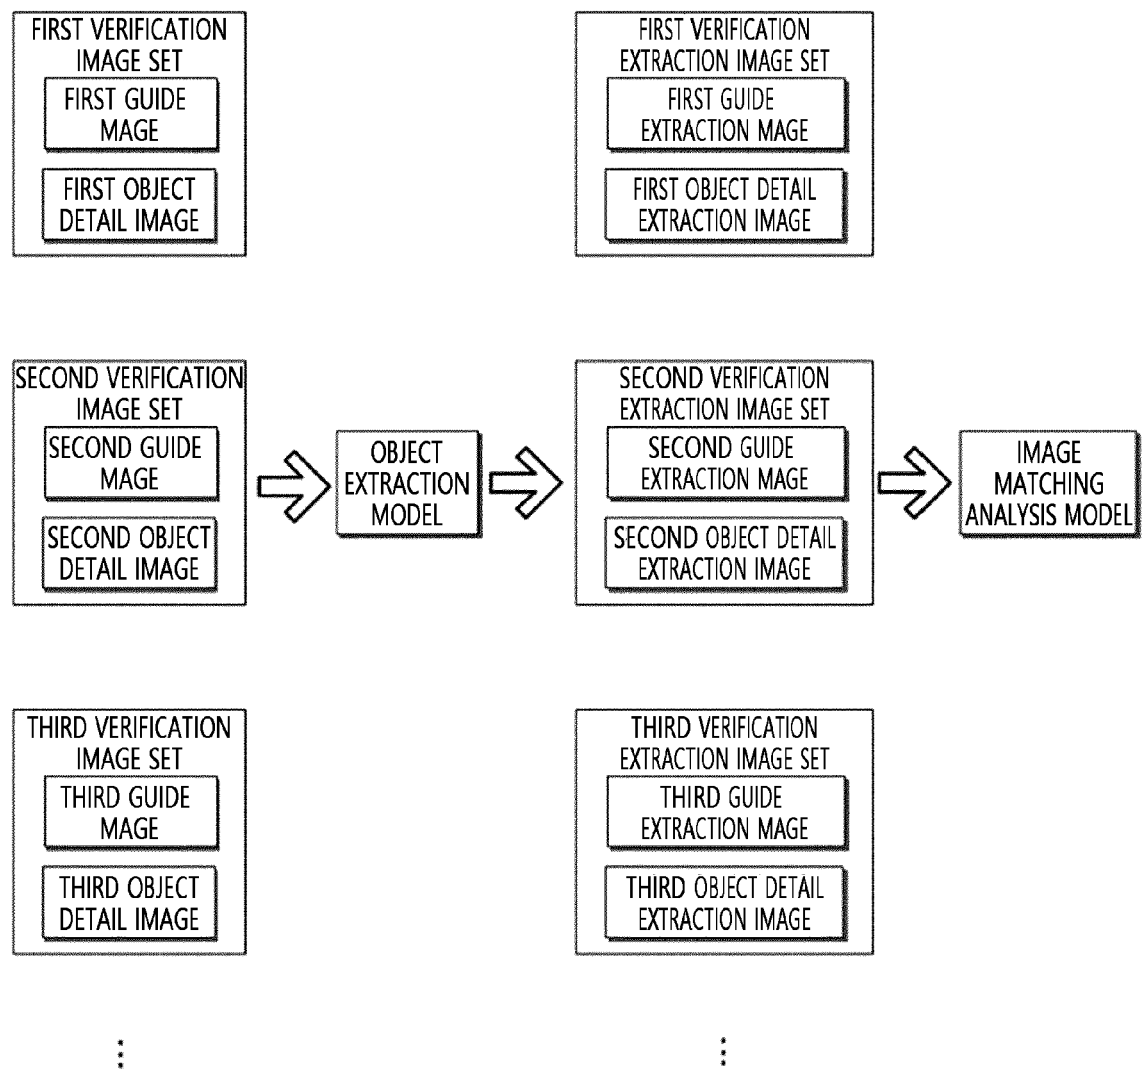 FIRST VERIFICATION
IMAGE SET
FIRST GUIDE
MAGE
FIRST OBJECT
DETAIL IMAGE
FIRST VERIFICATION
EXTRACTION IMAGE SET
FIRST GUIDE
EXTRACTION MAGE
FIRST OBJECT DETAIL
EXTRACTION IMAGE
SECOND VERIFICATION
IMAGE SET
SECOND GUIDE
MAGE
SECOND OBJECT
DETAIL IMAGE
OBJECT
EXTRACTION
MODEL
SECOND VERIFICATION
EXTRACTION IMAGE SET
SECOND GUIDE
EXTRACTION MAGE
SECOND OBJECT DETAIL
EXTRACTION IMAGE
IMAGE
MATCHING
ANALYSIS MODEL
THIRD VERIFICATION
IMAGE SET
THIRD GUIDE
MAGE
THIRD OBJECT
DETAIL IMAGE
THIRD VERIFICATION
EXTRACTION IMAGE SET
THIRD GUIDE
EXTRACTION MAGE
THIRD OBJECT DETAIL
EXTRACTION IMAGE